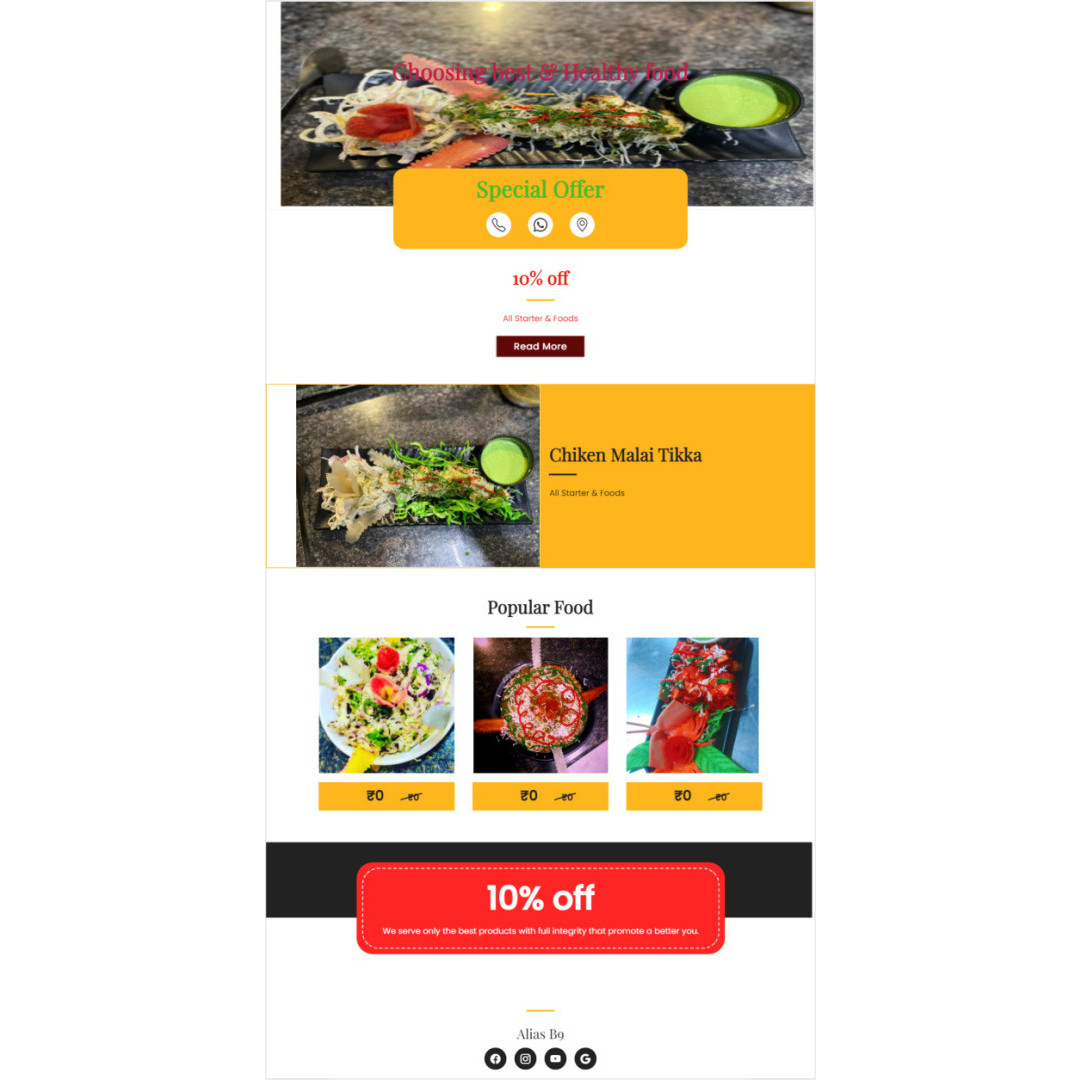 Choosing best & Healthy food
Special Offer
10% off
All Starter & Foods
Read More
Chiken Malai Tikka
All Starter & Foods
Popular Food
₹0 ₹0
₹0 ₹0
₹0 ₹0
10% off
We serve only the best products with full integrity that promote a better you.
Alias B9